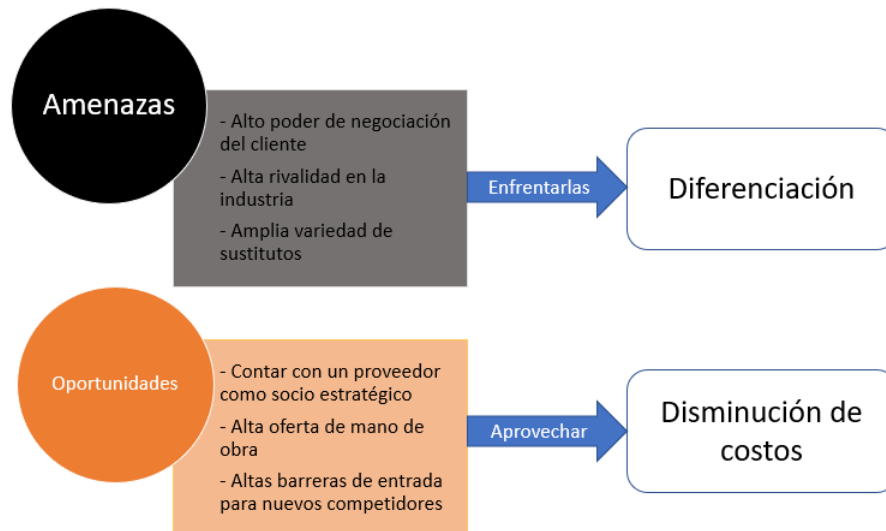 Amenazas
- Alto poder de negociación
del cliente
- Alta rivalidad en la
industria
- Amplia variedad de
sustitutos
Enfrentarlas
Diferenciación
Oportunidades
- Contar con un proveedor
como socio estratégico
- Alta oferta de mano de
obra
- Altas barreras de entrada
para nuevos competidores
Aprovechar
Disminución de
costos